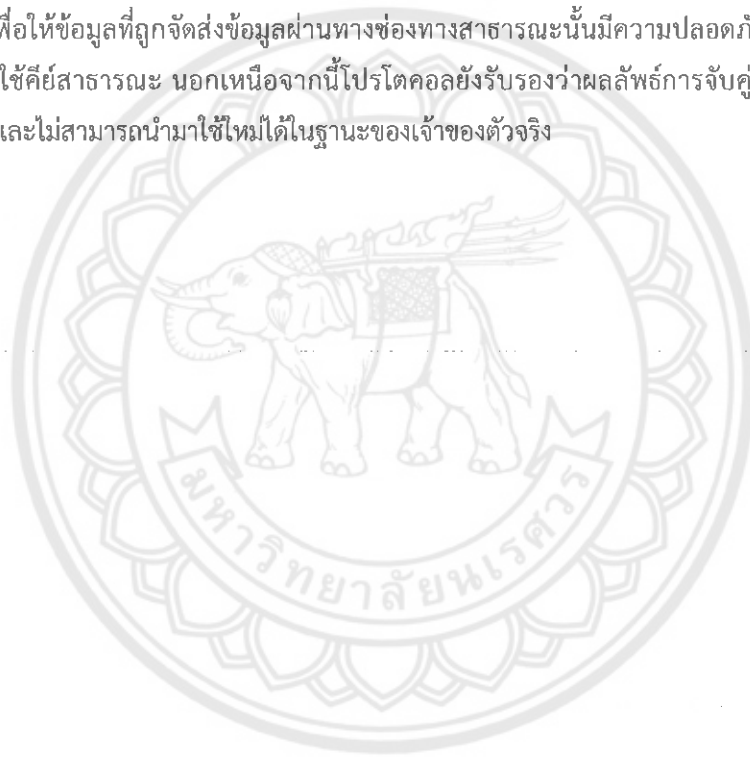 พื่อให้ข้อมูลที่ถูกจัดส่งข้อมูลผ่านทางช่องทางสาธารณะนั้นมีความปลอดภั
ใช้คีย์สาธารณะ นอกเหนือจากนี้โปรโตคอลยังรับรองว่าผลลัพธ์การจับคู่
และไม่สามารถนำมาใช้ใหม่ได้ในฐานะของเจ้าของตัวจริง
มหาวิทยาลัยนเรศวร